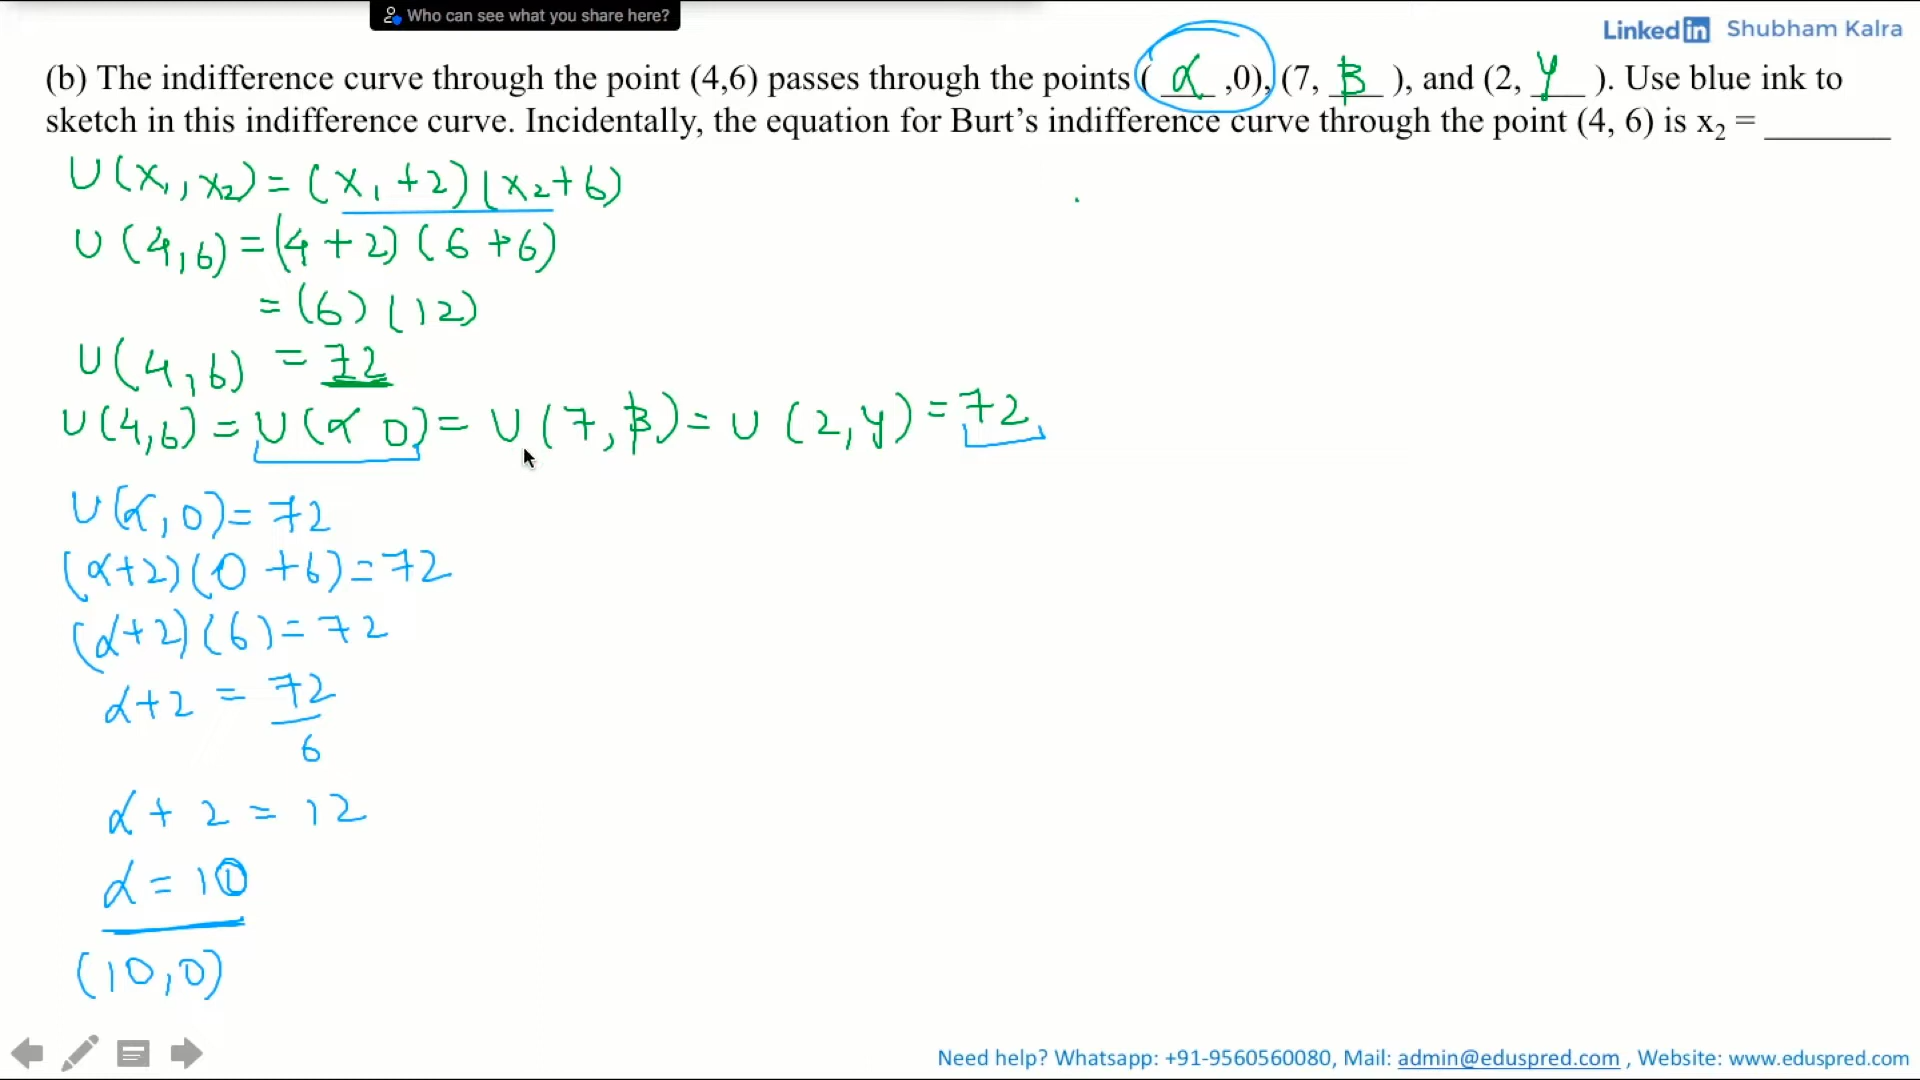 Who can see what you share here?
Linked in Shubham Kalra
(b) The indifference curve through the point (4,6) passes through the points ( α ,0), (7, β ), and (2, y ). Use blue ink to
sketch in this indifference curve. Incidentally, the equation for Burt's indifference curve through the point (4, 6) is x₂ = ________
U(x₁, x₂) = (x₁ + 2)(x₂ + 6)
U(4,6) = (4 + 2)(6 + 6)
= (6)(12)
U(4,6) = 72
U(4,6) = U(α 0) = U(7, β) = U(2, y) = 72
U(α, 0) = 72
(α+2)(0 +6) = 72
(α+2)(6) = 72
α+2 = 72/6
α + 2 = 12
α = 10
(10,0)
Need help? Whatsapp: +91-9560560080, Mail: admin@eduspred.com , Website: www.eduspred.com